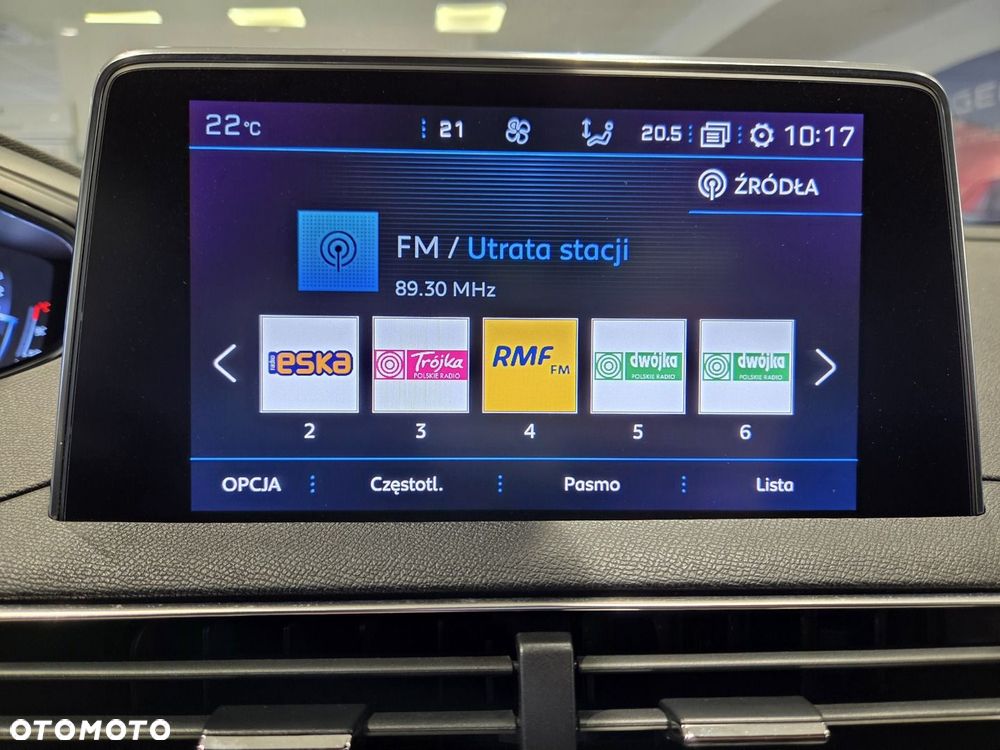 22°C 21 20.5 10:17
ŹRÓDŁA
FM / Utrata stacji
89.30 MHz
radio ESKA Trójka POLSKIE RADIO RMF FM dwójka POLSKIE RADIO dwójka POLSKIE RADIO
2 3 4 5 6
OPCJA Częstotl. Pasmo Lista
OTOMOTO